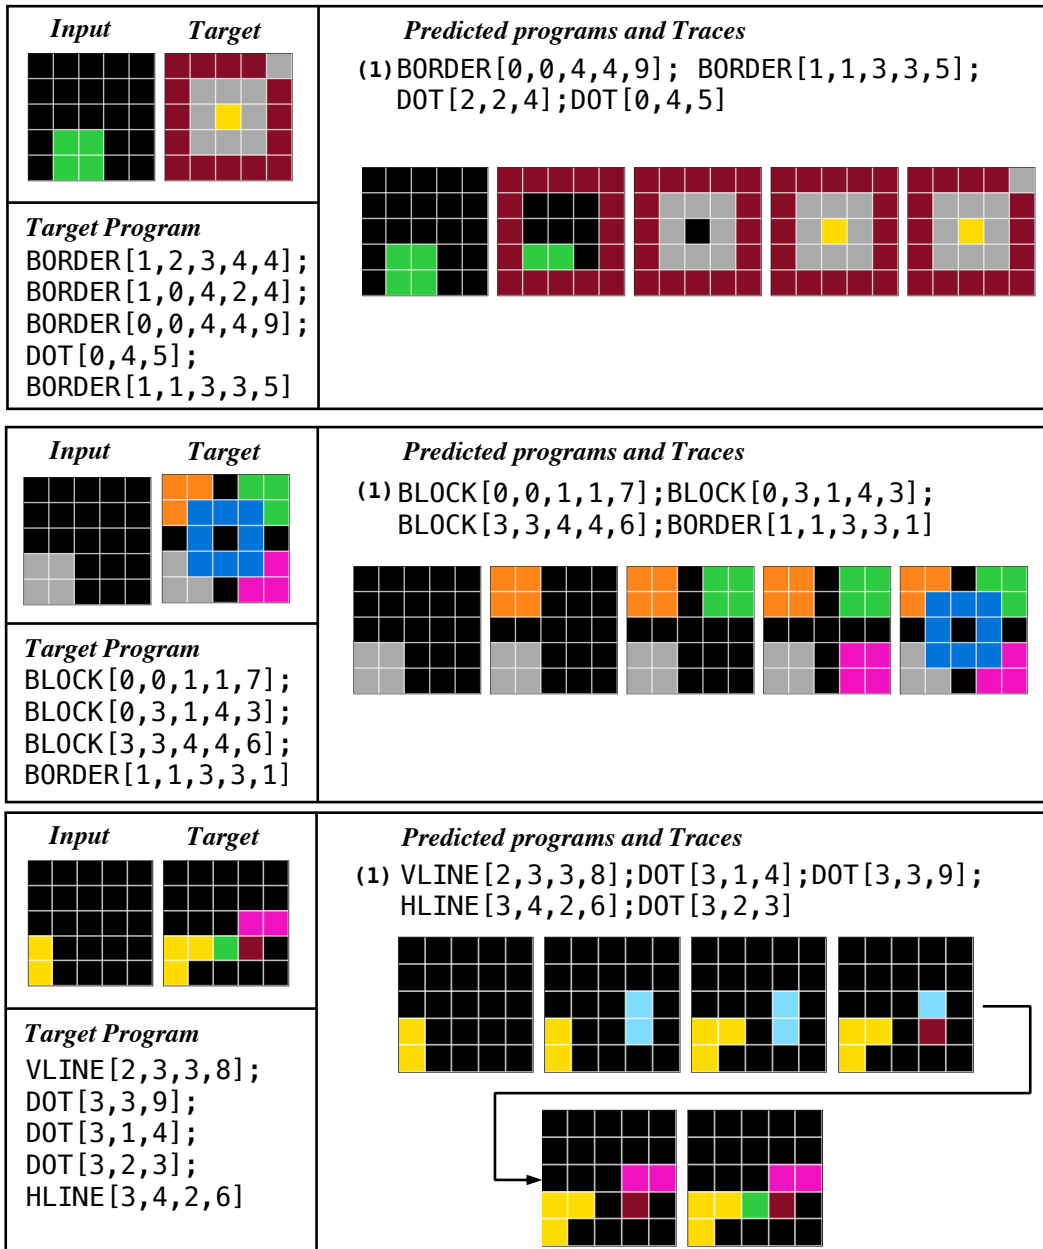 Input Target
Target Program
BORDER[1,2,3,4,4];
BORDER[1,0,4,2,4];
BORDER[0,0,4,4,9];
DOT[0,4,5];
BORDER[1,1,3,3,5]
Predicted programs and Traces
(1) BORDER[0,0,4,4,9]; BORDER[1,1,3,3,5];
DOT[2,2,4];DOT[0,4,5]
Input Target
Target Program
BLOCK[0,0,1,1,7];
BLOCK[0,3,1,4,3];
BLOCK[3,3,4,4,6];
BORDER[1,1,3,3,1]
Predicted programs and Traces
(1) BLOCK[0,0,1,1,7];BLOCK[0,3,1,4,3];
BLOCK[3,3,4,4,6];BORDER[1,1,3,3,1]
Input Target
Target Program
VLINE[2,3,3,8];
DOT[3,3,9];
DOT[3,1,4];
DOT[3,2,3];
HLINE[3,4,2,6]
Predicted programs and Traces
(1) VLINE[2,3,3,8];DOT[3,1,4];DOT[3,3,9];
HLINE[3,4,2,6];DOT[3,2,3]